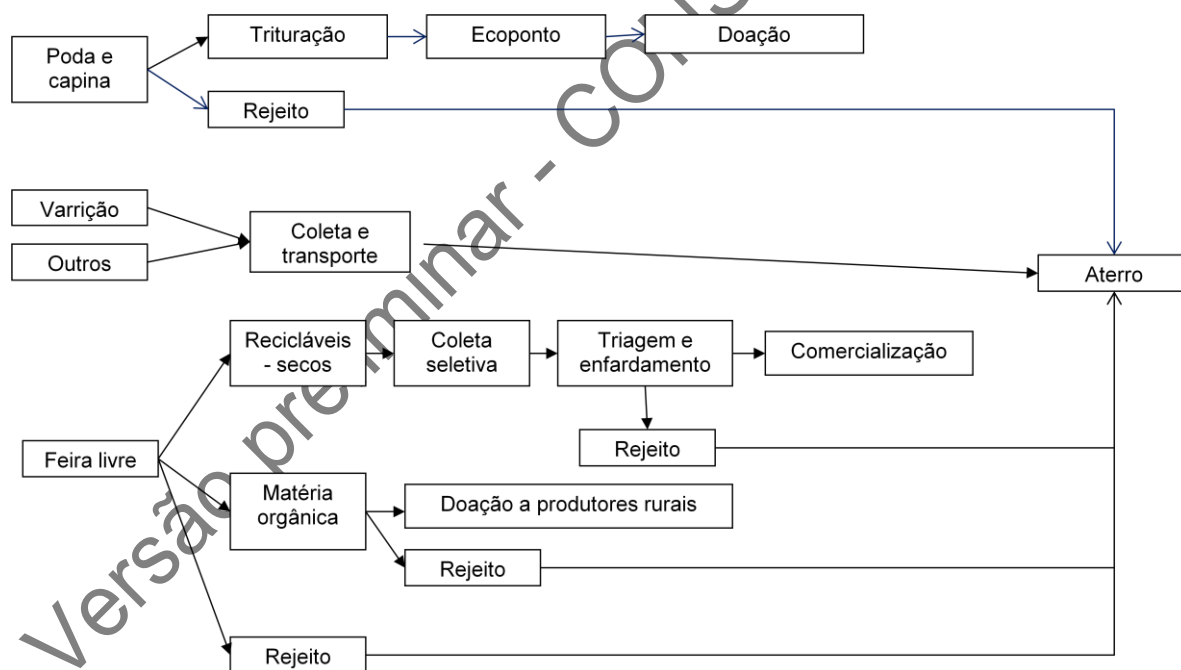 Poda e
capina
Trituração
Ecoponto
Doação
Rejeito
Varrição
Outros
Coleta e
transporte
Aterro
Recicláveis
- secos
Coleta
seletiva
Triagem e
enfardamento
Comercialização
Rejeito
Feira livre
Matéria
orgânica
Doação a produtores rurais
Rejeito
Rejeito
Versão preliminar -